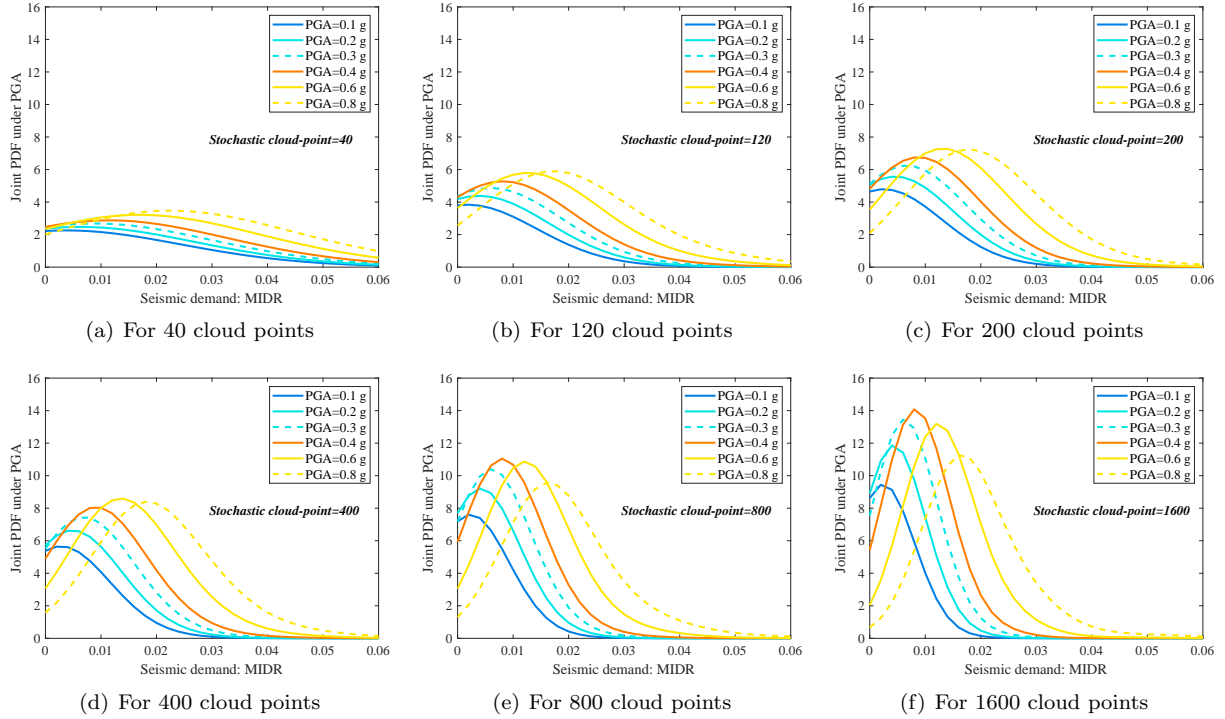 16
14
12
10
8
6
4
2
0
Joint PDF under PGA
PGA=0.1 g
PGA=0.2 g
PGA=0.3 g
PGA=0.4 g
PGA=0.6 g
PGA=0.8 g
Stochastic cloud-point=40
0 0.01 0.02 0.03 0.04 0.05 0.06
Seismic demand: MIDR
(a) For 40 cloud points
16
14
12
10
8
6
4
2
0
Joint PDF under PGA
PGA=0.1 g
PGA=0.2 g
PGA=0.3 g
PGA=0.4 g
PGA=0.6 g
PGA=0.8 g
Stochastic cloud-point=120
0 0.01 0.02 0.03 0.04 0.05 0.06
Seismic demand: MIDR
(b) For 120 cloud points
16
14
12
10
8
6
4
2
0
Joint PDF under PGA
PGA=0.1 g
PGA=0.2 g
PGA=0.3 g
PGA=0.4 g
PGA=0.6 g
PGA=0.8 g
Stochastic cloud-point=200
0 0.01 0.02 0.03 0.04 0.05 0.06
Seismic demand: MIDR
(c) For 200 cloud points
16
14
12
10
8
6
4
2
0
Joint PDF under PGA
PGA=0.1 g
PGA=0.2 g
PGA=0.3 g
PGA=0.4 g
PGA=0.6 g
PGA=0.8 g
Stochastic cloud-point=400
0 0.01 0.02 0.03 0.04 0.05 0.06
Seismic demand: MIDR
(d) For 400 cloud points
16
14
12
10
8
6
4
2
0
Joint PDF under PGA
PGA=0.1 g
PGA=0.2 g
PGA=0.3 g
PGA=0.4 g
PGA=0.6 g
PGA=0.8 g
Stochastic cloud-point=800
0 0.01 0.02 0.03 0.04 0.05 0.06
Seismic demand: MIDR
(e) For 800 cloud points
16
14
12
10
8
6
4
2
0
Joint PDF under PGA
PGA=0.1 g
PGA=0.2 g
PGA=0.3 g
PGA=0.4 g
PGA=0.6 g
PGA=0.8 g
Stochastic cloud-point=1600
0 0.01 0.02 0.03 0.04 0.05 0.06
Seismic demand: MIDR
(f) For 1600 cloud points